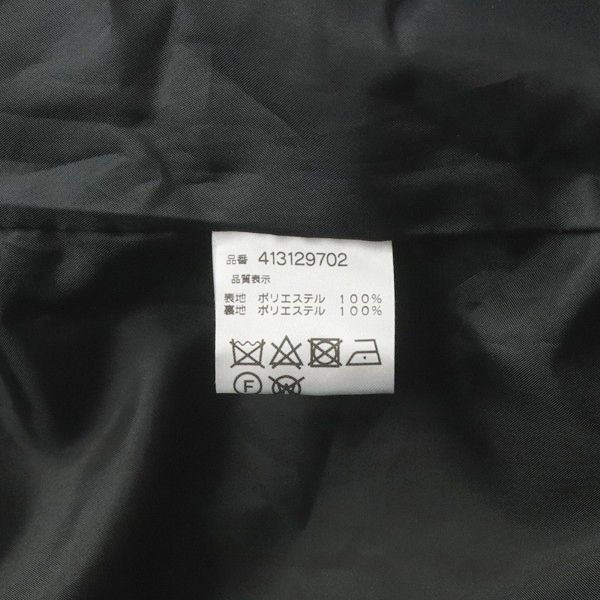 品番 413129702
品質表示
表地 ポリエステル 100%
裏地 ポリエステル 100%
F W